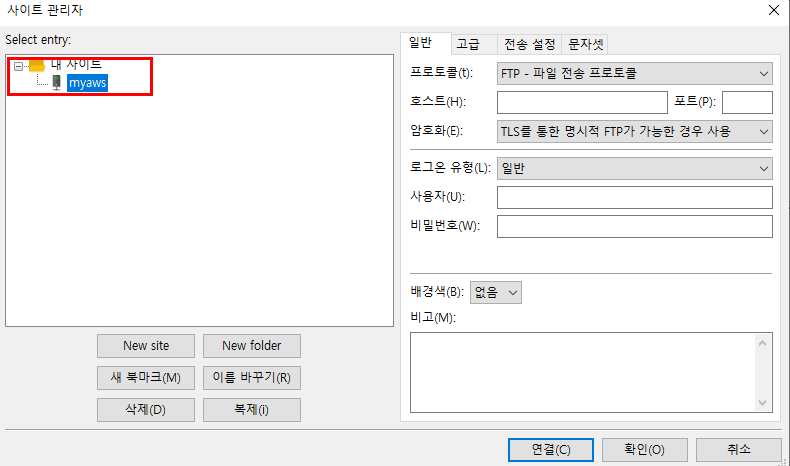 사이트 관리자
Select entry:
내 사이트
myaws
New site
New folder
새 북마크(M)
이름 바꾸기(R)
삭제(D)
복제(i)
일반
고급
전송 설정
문자셋
프로토콜(t):
FTP - 파일 전송 프로토콜
호스트(H):
포트(P):
암호화(E):
TLS를 통한 명시적 FTP가 가능한 경우 사용
로그온 유형(L):
일반
사용자(U):
비밀번호(W):
배경색(B):
없음
비고(M):
연결(C)
확인(O)
취소